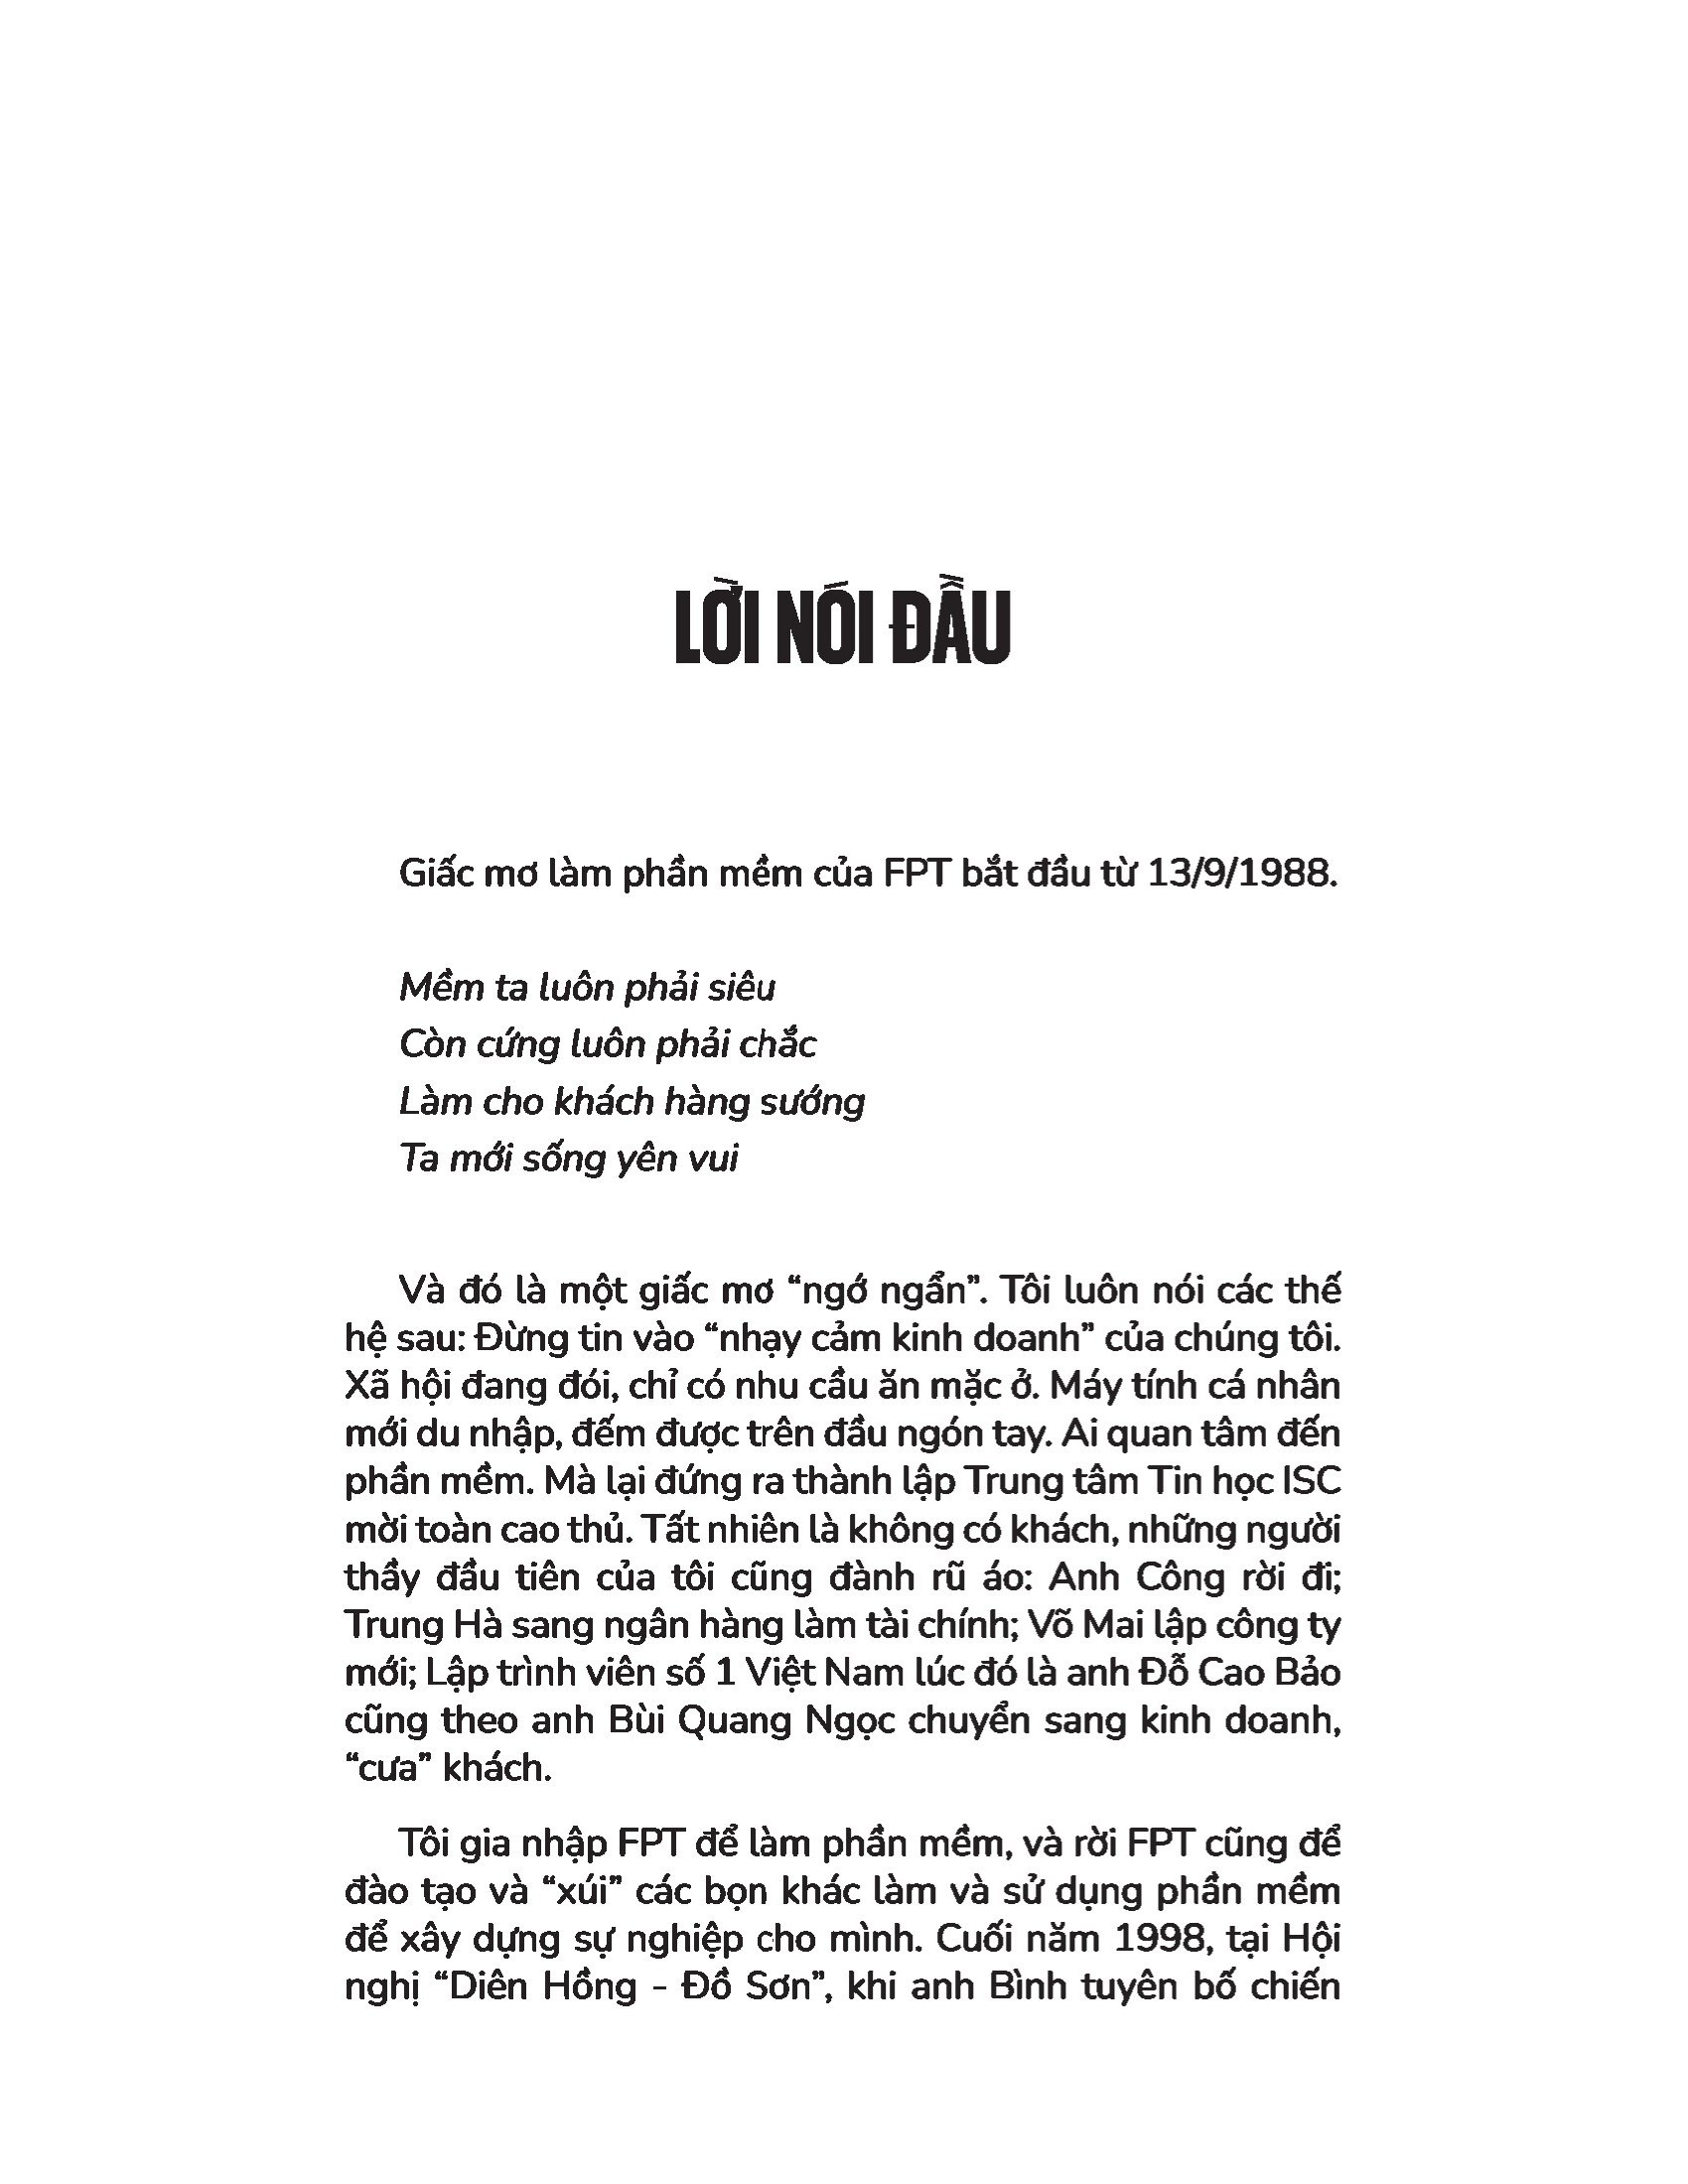 LỜI NÓI ĐẦU
Giấc mơ làm phần mềm của FPT bắt đầu từ 13/9/1988.
Mềm ta luôn phải siêu
Còn cứng luôn phải chắc
Làm cho khách hàng sướng
Ta mới sống yên vui
Và đó là một giấc mơ “ngớ ngẩn”. Tôi luôn nói các thế
hệ sau: Đừng tin vào “nhạy cảm kinh doanh” của chúng tôi.
Xã hội đang đói, chỉ có nhu cầu ăn mặc ở. Máy tính cá nhân
mới du nhập, đếm được trên đầu ngón tay. Ai quan tâm đến
phần mềm. Mà lại đứng ra thành lập Trung tâm Tin học ISC
mời toàn cao thủ. Tất nhiên là không có khách, những người
thầy đầu tiên của tôi cũng đành rũ áo: Anh Công rời đi;
Trung Hà sang ngân hàng làm tài chính; Võ Mai lập công ty
mới; Lập trình viên số 1 Việt Nam lúc đó là anh Đỗ Cao Bảo
cũng theo anh Bùi Quang Ngọc chuyển sang kinh doanh,
“cưa” khách.
Tôi gia nhập FPT để làm phần mềm, và rời FPT cũng để
đào tạo và “xúi” các bọn khác làm và sử dụng phần mềm
để xây dựng sự nghiệp cho mình. Cuối năm 1998, tại Hội
nghị “Diên Hồng - Đồ Sơn”, khi anh Bình tuyên bố chiến